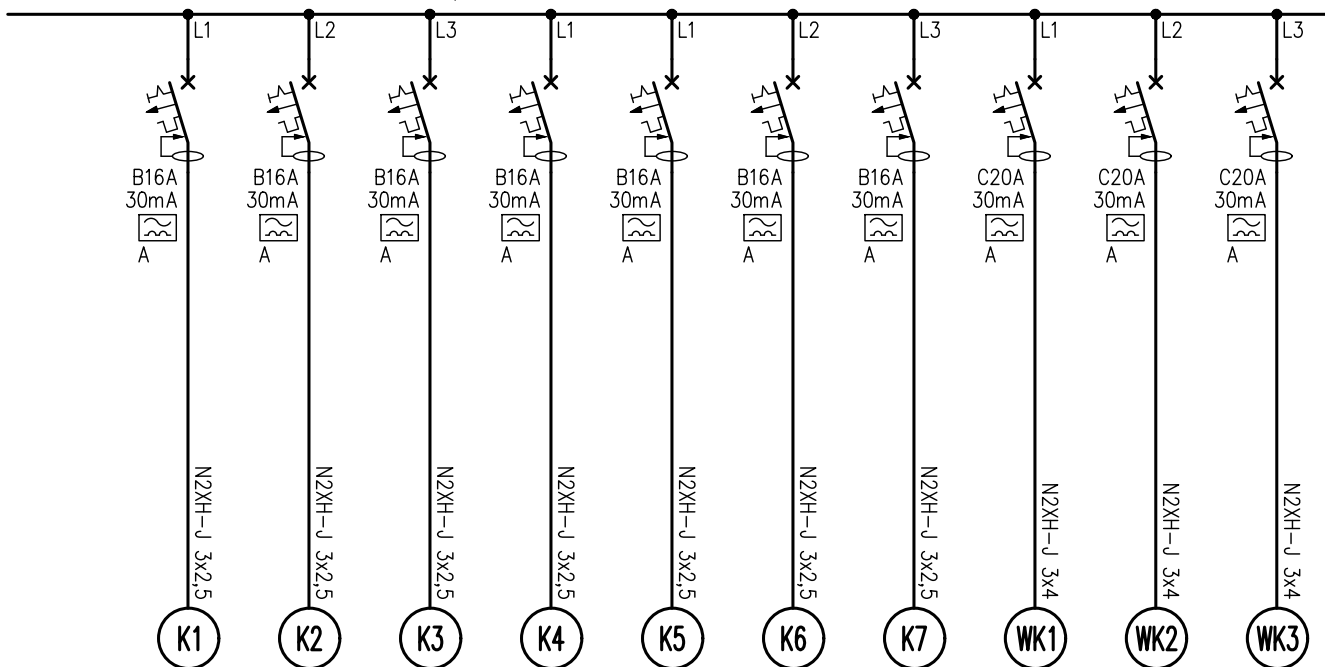 L1 L2 L3 L1 L1 L2 L3 L1 L2 L3
B16A B16A B16A B16A B16A B16A B16A C20A C20A C20A
30mA 30mA 30mA 30mA 30mA 30mA 30mA 30mA 30mA 30mA
A A A A A A A A A A
N2XH-J 3x2,5
N2XH-J 3x2,5
N2XH-J 3x2,5
N2XH-J 3x2,5
N2XH-J 3x2,5
N2XH-J 3x2,5
N2XH-J 3x2,5
N2XH-J 3x4
N2XH-J 3x4
N2XH-J 3x4
K1 K2 K3 K4 K5 K6 K7 WK1 WK2 WK3